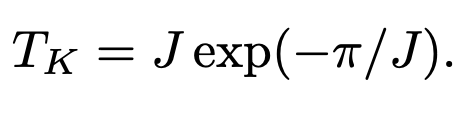 T_K = J exp(−π/J).